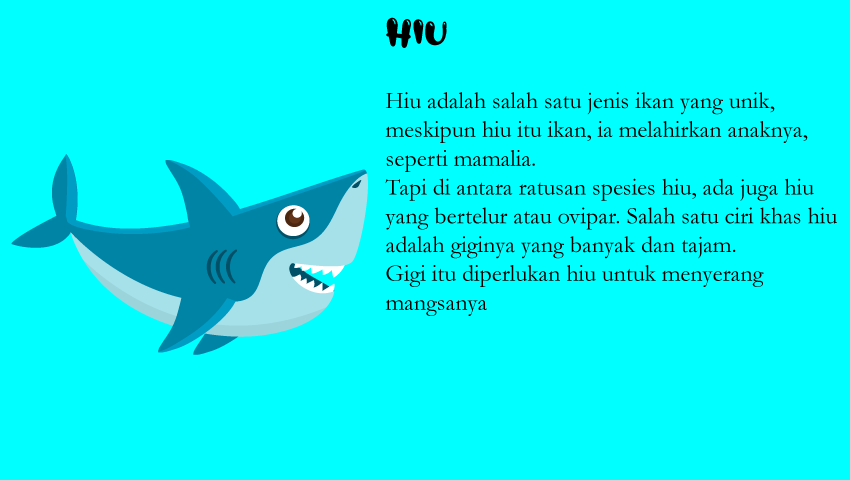 HIU
Hiu adalah salah satu jenis ikan yang unik,
meskipun hiu itu ikan, ia melahirkan anaknya,
seperti mamalia.
Tapi di antara ratusan spesies hiu, ada juga hiu
yang bertelur atau ovipar. Salah satu ciri khas hiu
adalah giginya yang banyak dan tajam.
Gigi itu diperlukan hiu untuk menyerang
mangsanya